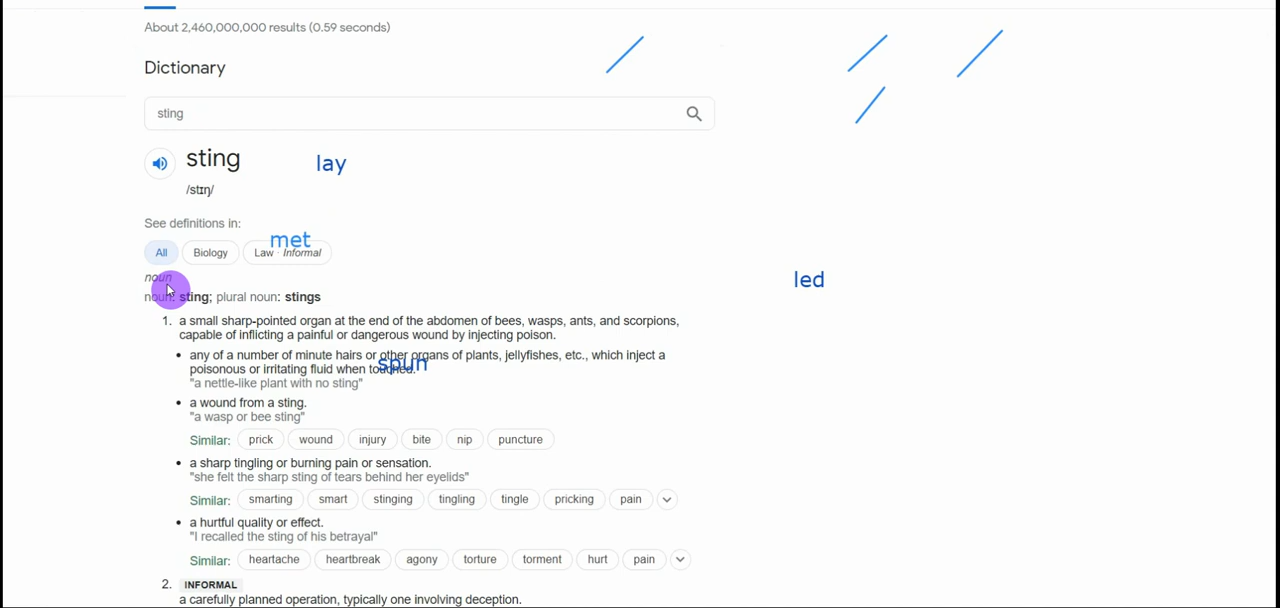 About 2,460,000,000 results (0.59 seconds)
Dictionary
sting
sting
lay
/stɪŋ/
See definitions in:
met
All Biology Law · Informal
noun
led
noun: sting; plural noun: stings
1. a small sharp-pointed organ at the end of the abdomen of bees, wasps, ants, and scorpions,
capable of inflicting a painful or dangerous wound by injecting poison.
• any of a number of minute hairs or other organs of plants, jellyfishes, etc., which inject a
poisonous or irritating fluid when touched.
spun
"a nettle-like plant with no sting"
• a wound from a sting.
"a wasp or bee sting"
Similar: prick wound injury bite nip puncture
• a sharp tingling or burning pain or sensation.
"she felt the sharp sting of tears behind her eyelids"
Similar: smarting smart stinging tingling tingle pricking pain
• a hurtful quality or effect.
"I recalled the sting of his betrayal"
Similar: heartache heartbreak agony torture torment hurt pain
2. INFORMAL
a carefully planned operation, typically one involving deception.